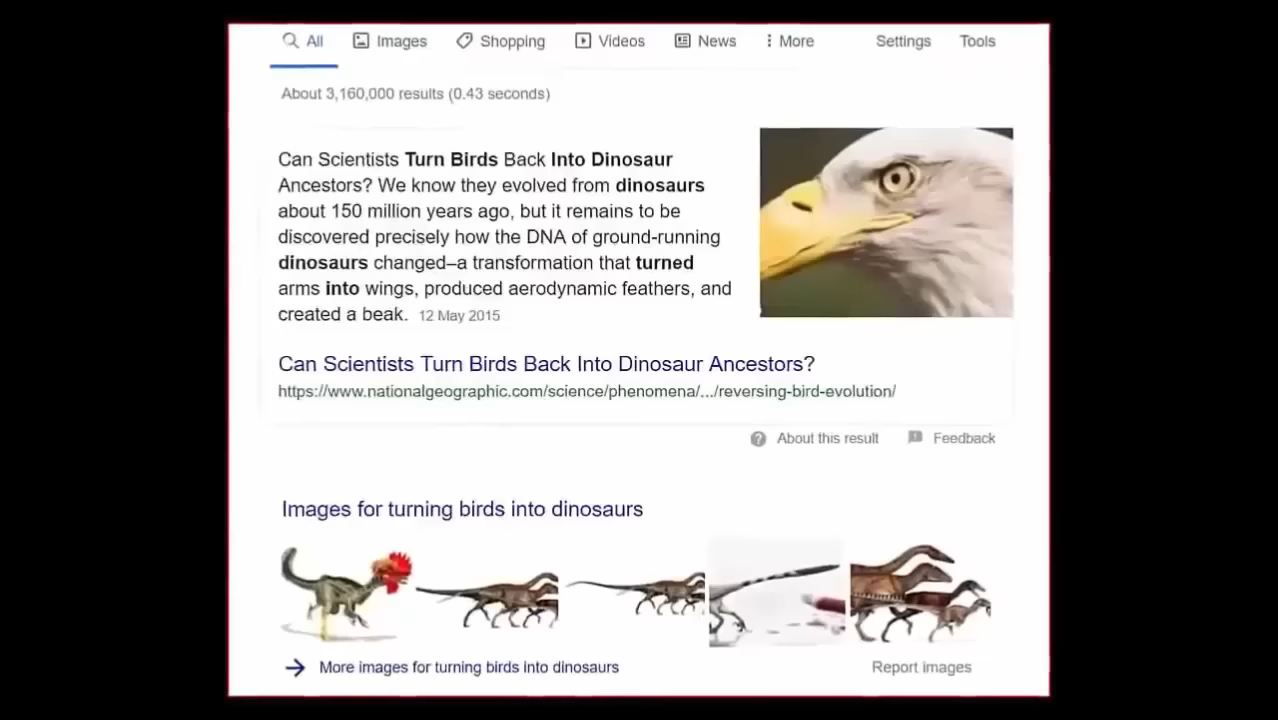 All Images Shopping Videos News More Settings Tools
About 3,160,000 results (0.43 seconds)
Can Scientists Turn Birds Back Into Dinosaur
Ancestors? We know they evolved from dinosaurs
about 150 million years ago, but it remains to be
discovered precisely how the DNA of ground-running
dinosaurs changed–a transformation that turned
arms into wings, produced aerodynamic feathers, and
created a beak. 12 May 2015
Can Scientists Turn Birds Back Into Dinosaur Ancestors?
https://www.nationalgeographic.com/science/phenomena/.../reversing-bird-evolution/
About this result Feedback
Images for turning birds into dinosaurs
More images for turning birds into dinosaurs Report images